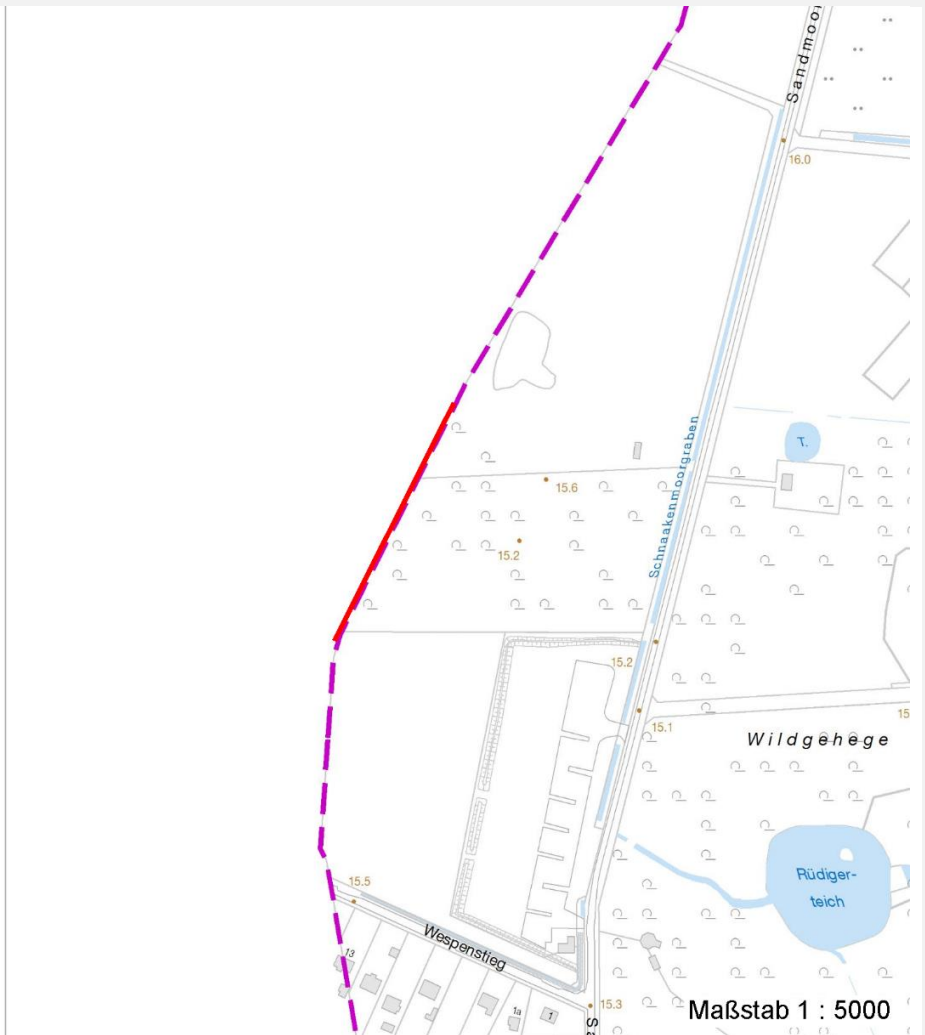 Sandmoor
16.0
T.
15.6
15.2
Schnaakenmoorgraben
15.2
15.1
15
Wildgehege
15.5
Rüdiger-
teich
Wespenstieg
13
1a
1
15.3
Sa
Maßstab 1 : 5000